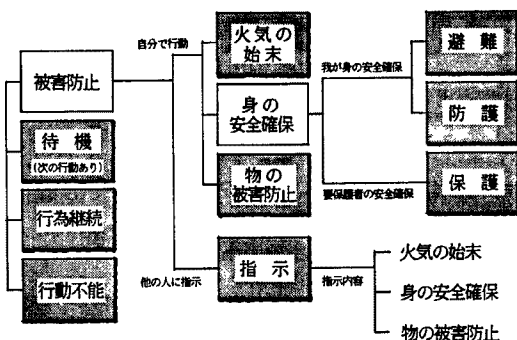 自分で行動
火気の
始末
避難
被害防止
我が身の安全確保
身の
安全確保
防護
待機
(次の行動あり)
物の
被害防止
要保護者の安全確保
保護
行為継続
指示
火気の始末
行動不能
他の人に指示
指示内容
身の安全確保
物の被害防止